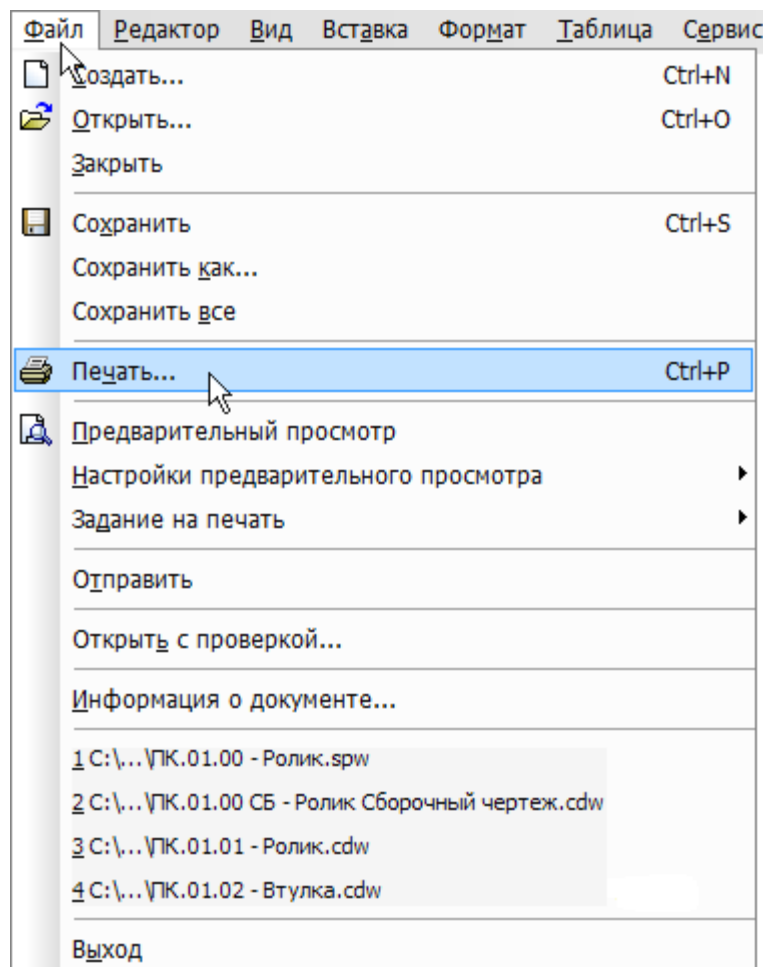 Файл Редактор Вид Вставка Формат Таблица Сервис
Создать... Ctrl+N
Открыть... Ctrl+O
Закрыть
Сохранить Ctrl+S
Сохранить как...
Сохранить все
Печать... Ctrl+P
Предварительный просмотр
Настройки предварительного просмотра
Задание на печать
Отправить
Открыть с проверкой...
Информация о документе...
1 C:\...\ПК.01.00 - Ролик.spw
2 C:\...\ПК.01.00 СБ - Ролик Сборочный чертеж.cdw
3 C:\...\ПК.01.01 - Ролик.cdw
4 C:\...\ПК.01.02 - Втулка.cdw
Выход